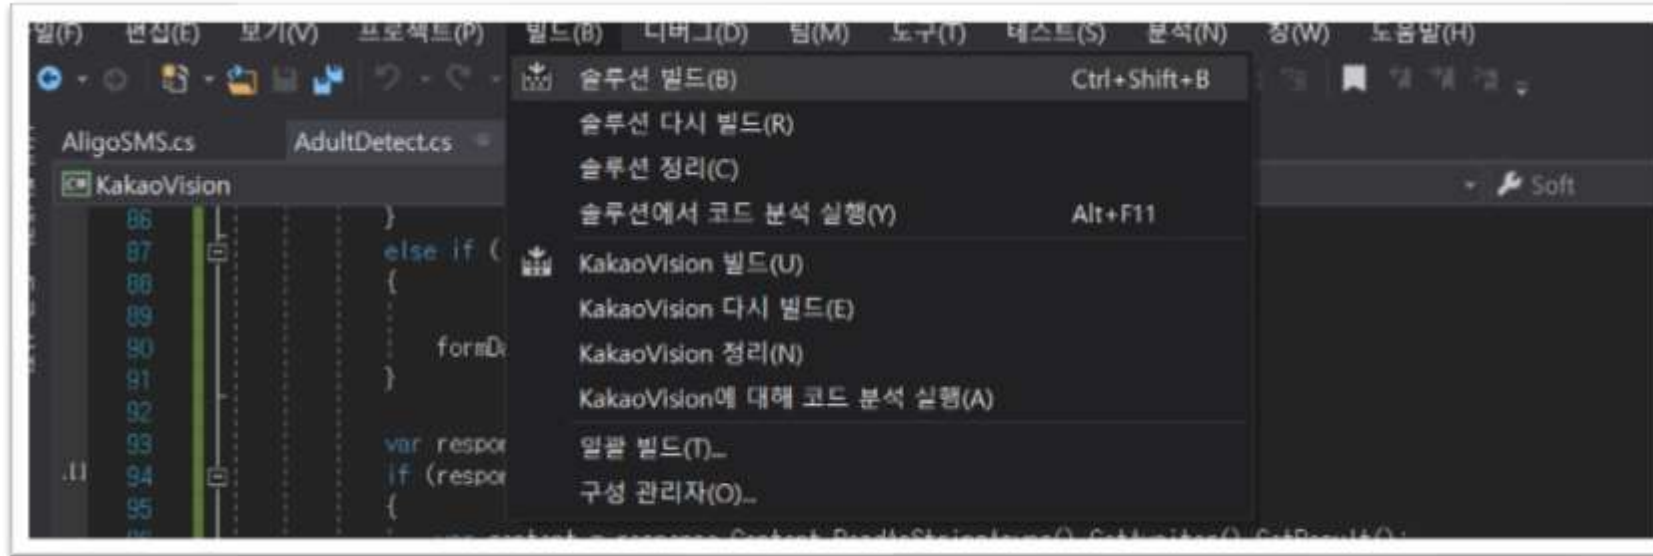 편집(E) 보기(V) 프로젝트(P) 빌드(B) 디버그(D) 팀(M) 도구(T) 테스트(S) 분석(N) 창(W) 도움말(H)
솔루션 빌드(B) Ctrl+Shift+B
솔루션 다시 빌드(R)
AligoSMS.cs AdultDetect.cs
솔루션 정리(C)
KakaoVision Soft
솔루션에서 코드 분석 실행(Y) Alt+F11
86 }
87 else if (
KakaoVision 빌드(U)
88 {
89
KakaoVision 다시 빌드(E)
90 formDa
KakaoVision 정리(N)
91 }
KakaoVision에 대해 코드 분석 실행(A)
92
93 var respor
일괄 빌드(T)...
94 if (respor
구성 관리자(O)...
95 {